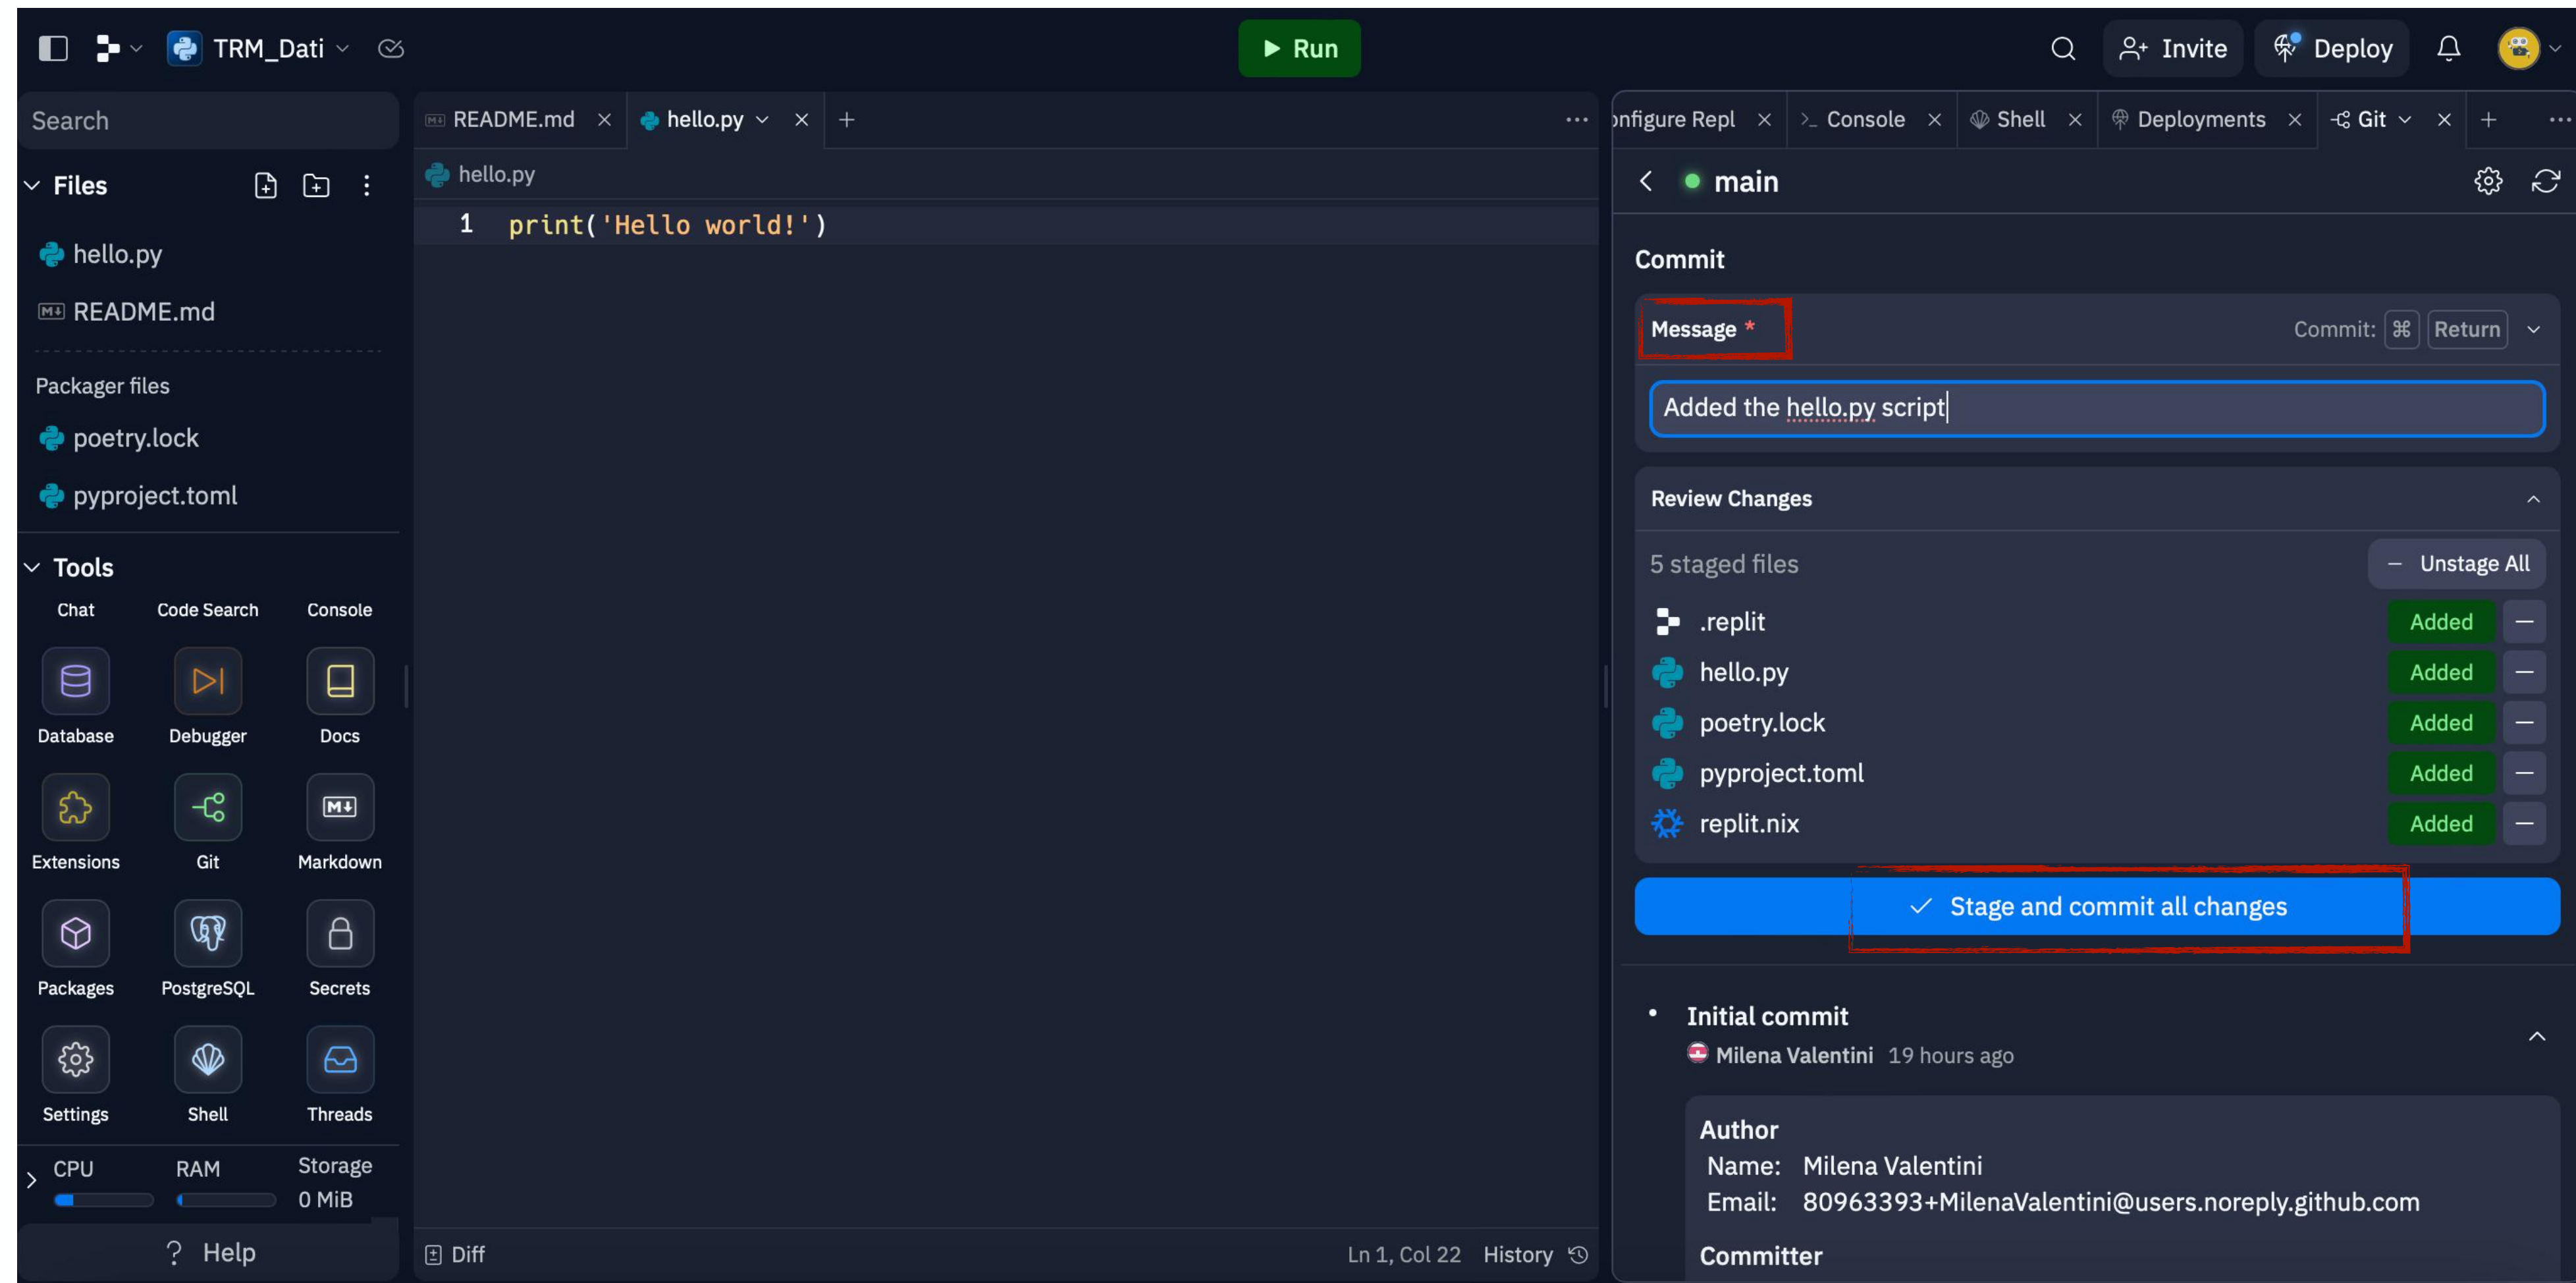 TRM_Dati
Run
Invite
Deploy
Search
Files
hello.py
README.md
Packager files
poetry.lock
pyproject.toml
Tools
Chat Code Search Console
Database Debugger Docs
Extensions Git Markdown
Packages PostgreSQL Secrets
Settings Shell Threads
CPU RAM Storage
0 MiB
? Help
README.md hello.py
hello.py
1 print('Hello world!')
Diff
Ln 1, Col 22 History
onfigure Repl Console Shell Deployments Git
main
Commit
Message * Commit: ⌘ Return
Added the hello.py script
Review Changes
5 staged files Unstage All
.replit Added
hello.py Added
poetry.lock Added
pyproject.toml Added
replit.nix Added
Stage and commit all changes
Initial commit
Milena Valentini 19 hours ago
Author
Name: Milena Valentini
Email: 80963393+MilenaValentini@users.noreply.github.com
Committer